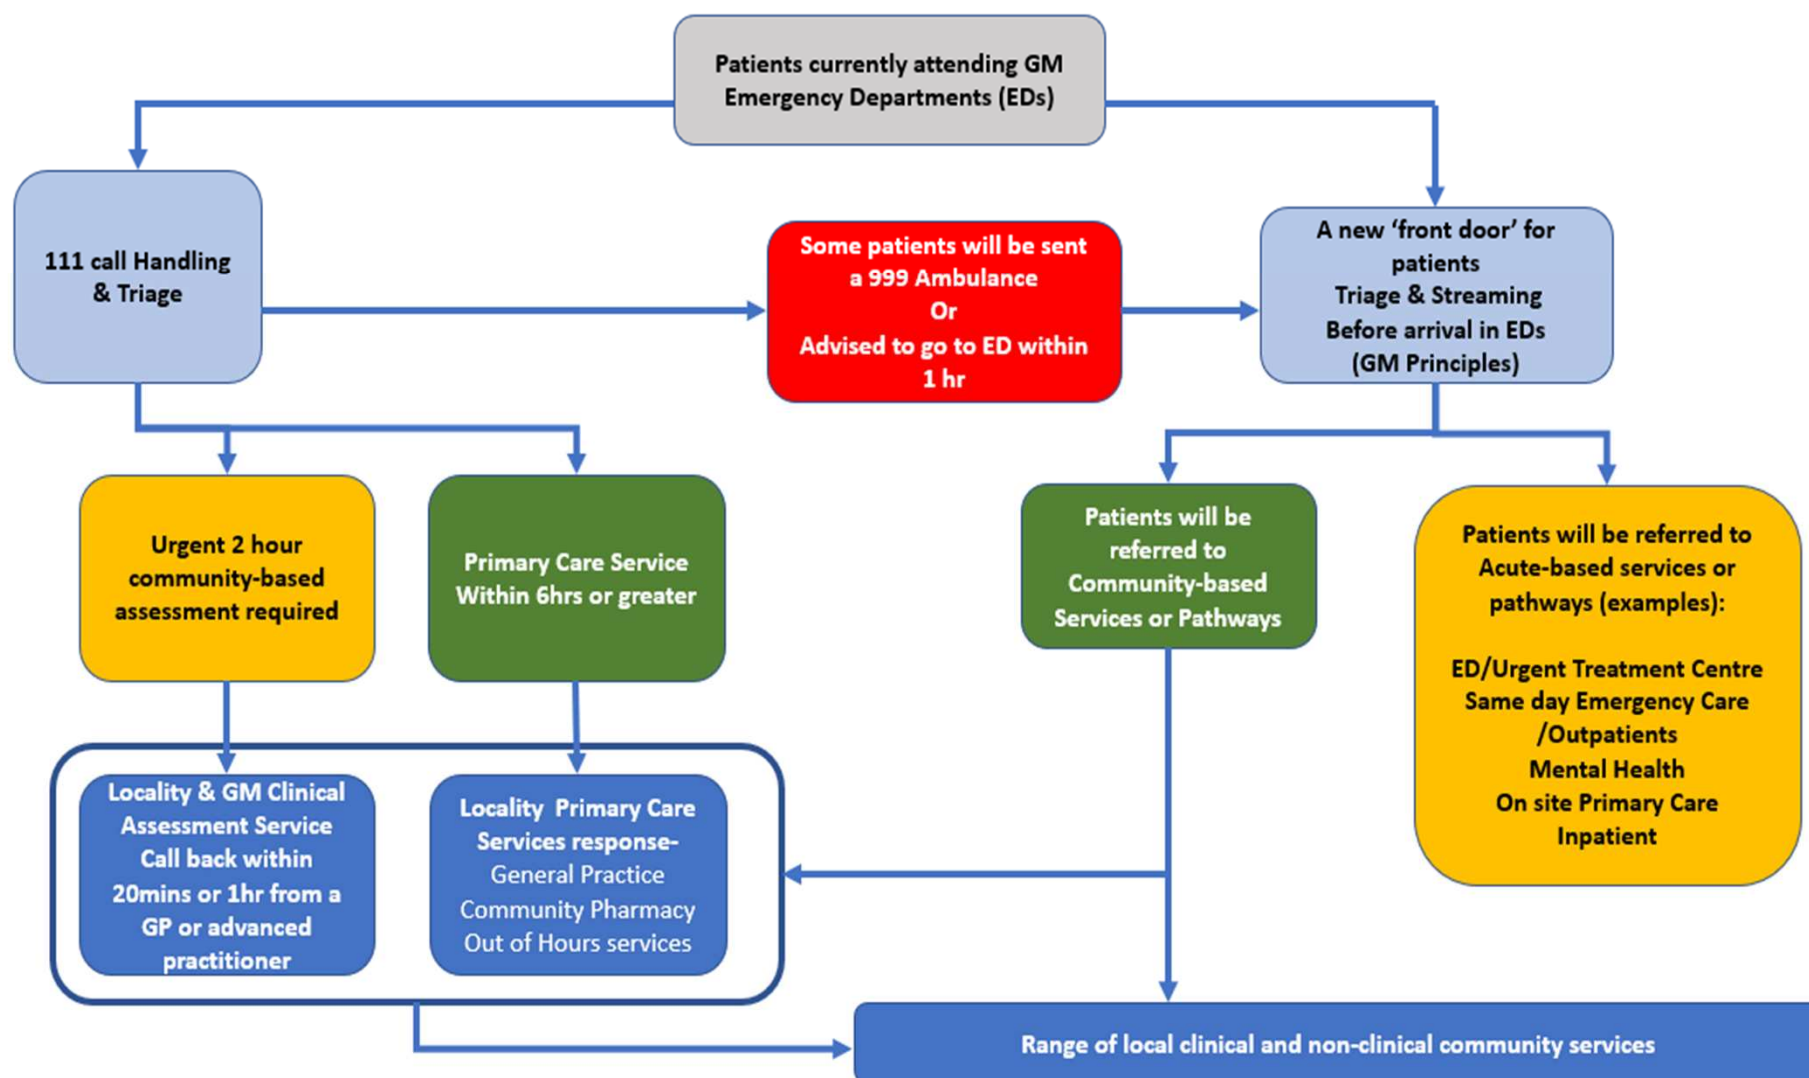 Patients currently attending GM
Emergency Departments (EDs)
111 call Handling
& Triage
Some patients will be sent
a 999 Ambulance
Or
Advised to go to ED within
1 hr
A new ‘front door’ for
patients
Triage & Streaming
Before arrival in EDs
(GM Principles)
Urgent 2 hour
community-based
assessment required
Primary Care Service
Within 6hrs or greater
Patients will be
referred to
Community-based
Services or Pathways
Patients will be referred to
Acute-based services or
pathways (examples):
ED/Urgent Treatment Centre
Same day Emergency Care
/Outpatients
Mental Health
On site Primary Care
Inpatient
Locality & GM Clinical
Assessment Service
Call back within
20mins or 1hr from a
GP or advanced
practitioner
Locality Primary Care
Services response-
General Practice
Community Pharmacy
Out of Hours services
Range of local clinical and non-clinical community services